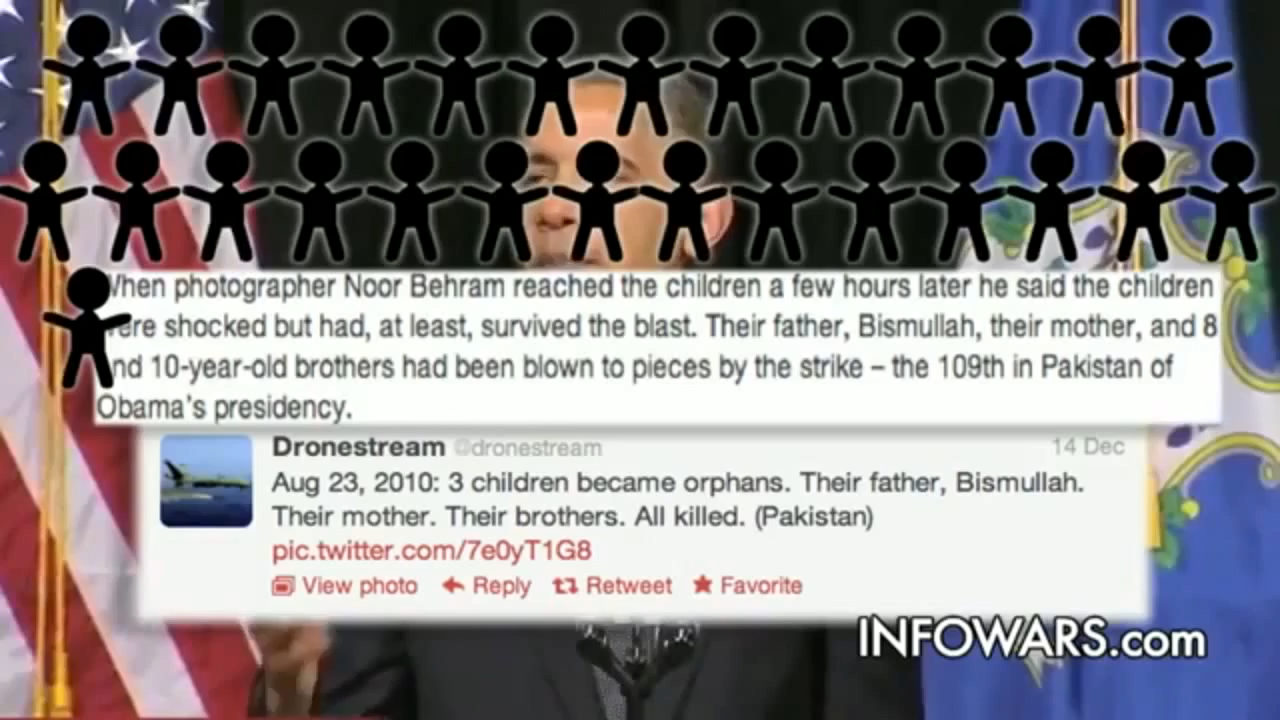 When photographer Noor Behram reached the children a few hours later he said the children
were shocked but had, at least, survived the blast. Their father, Bismullah, their mother, and 8
and 10-year-old brothers had been blown to pieces by the strike – the 109th in Pakistan of
Obama's presidency.
Dronestream @dronestream 14 Dec
Aug 23, 2010: 3 children became orphans. Their father, Bismullah.
Their mother. Their brothers. All killed. (Pakistan)
pic.twitter.com/7e0yT1G8
View photo Reply Retweet Favorite
INFOWARS.com